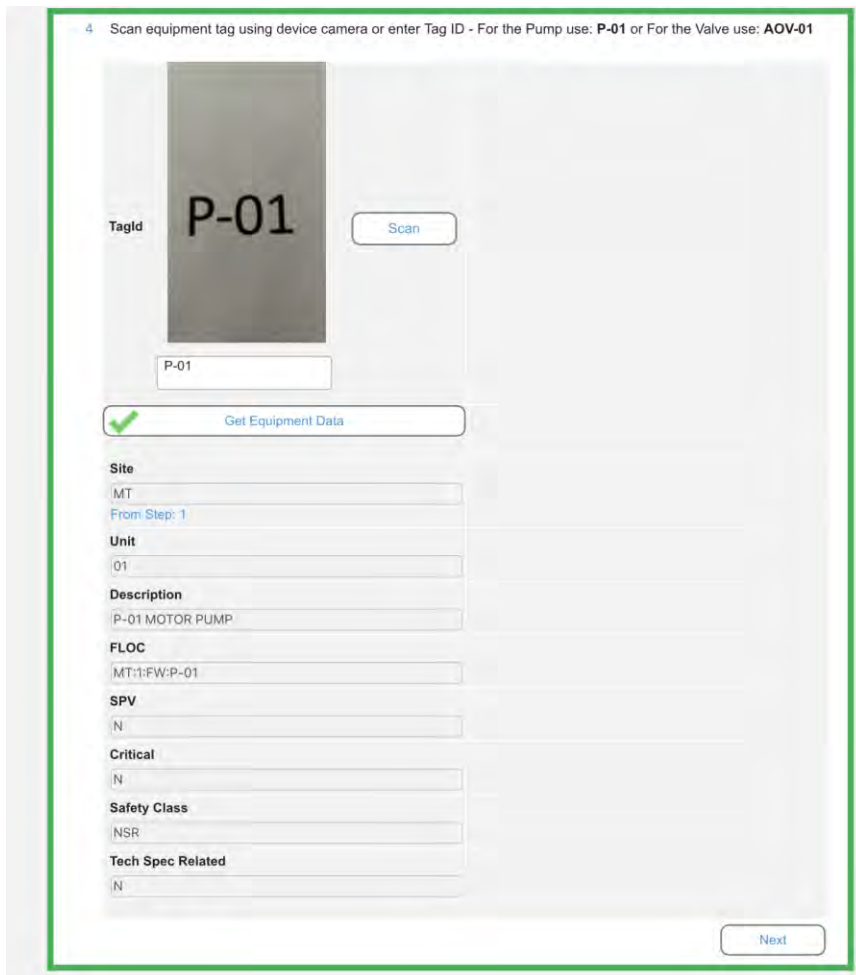 4 Scan equipment tag using device camera or enter Tag ID - For the Pump use: P-01 or For the Valve use: AOV-01
P-01
TagId
Scan
P-01
Get Equipment Data
Site
MT
From Step: 1
Unit
01
Description
P-01 MOTOR PUMP
FLOC
MT:1:FW:P-01
SPV
N
Critical
N
Safety Class
NSR
Tech Spec Related
N
Next